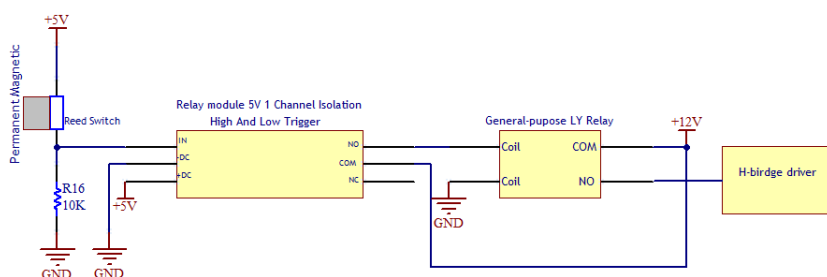 +5V
Permanent Magnetic
Reed Switch
R16
10K
GND
Relay module 5V 1 Channel Isolation
High And Low Trigger
IN
-DC
+DC
NO
COM
NC
+5V
GND
General-pupose LY Relay
Coil
COM
Coil
NO
GND
+12V
H-birdge driver